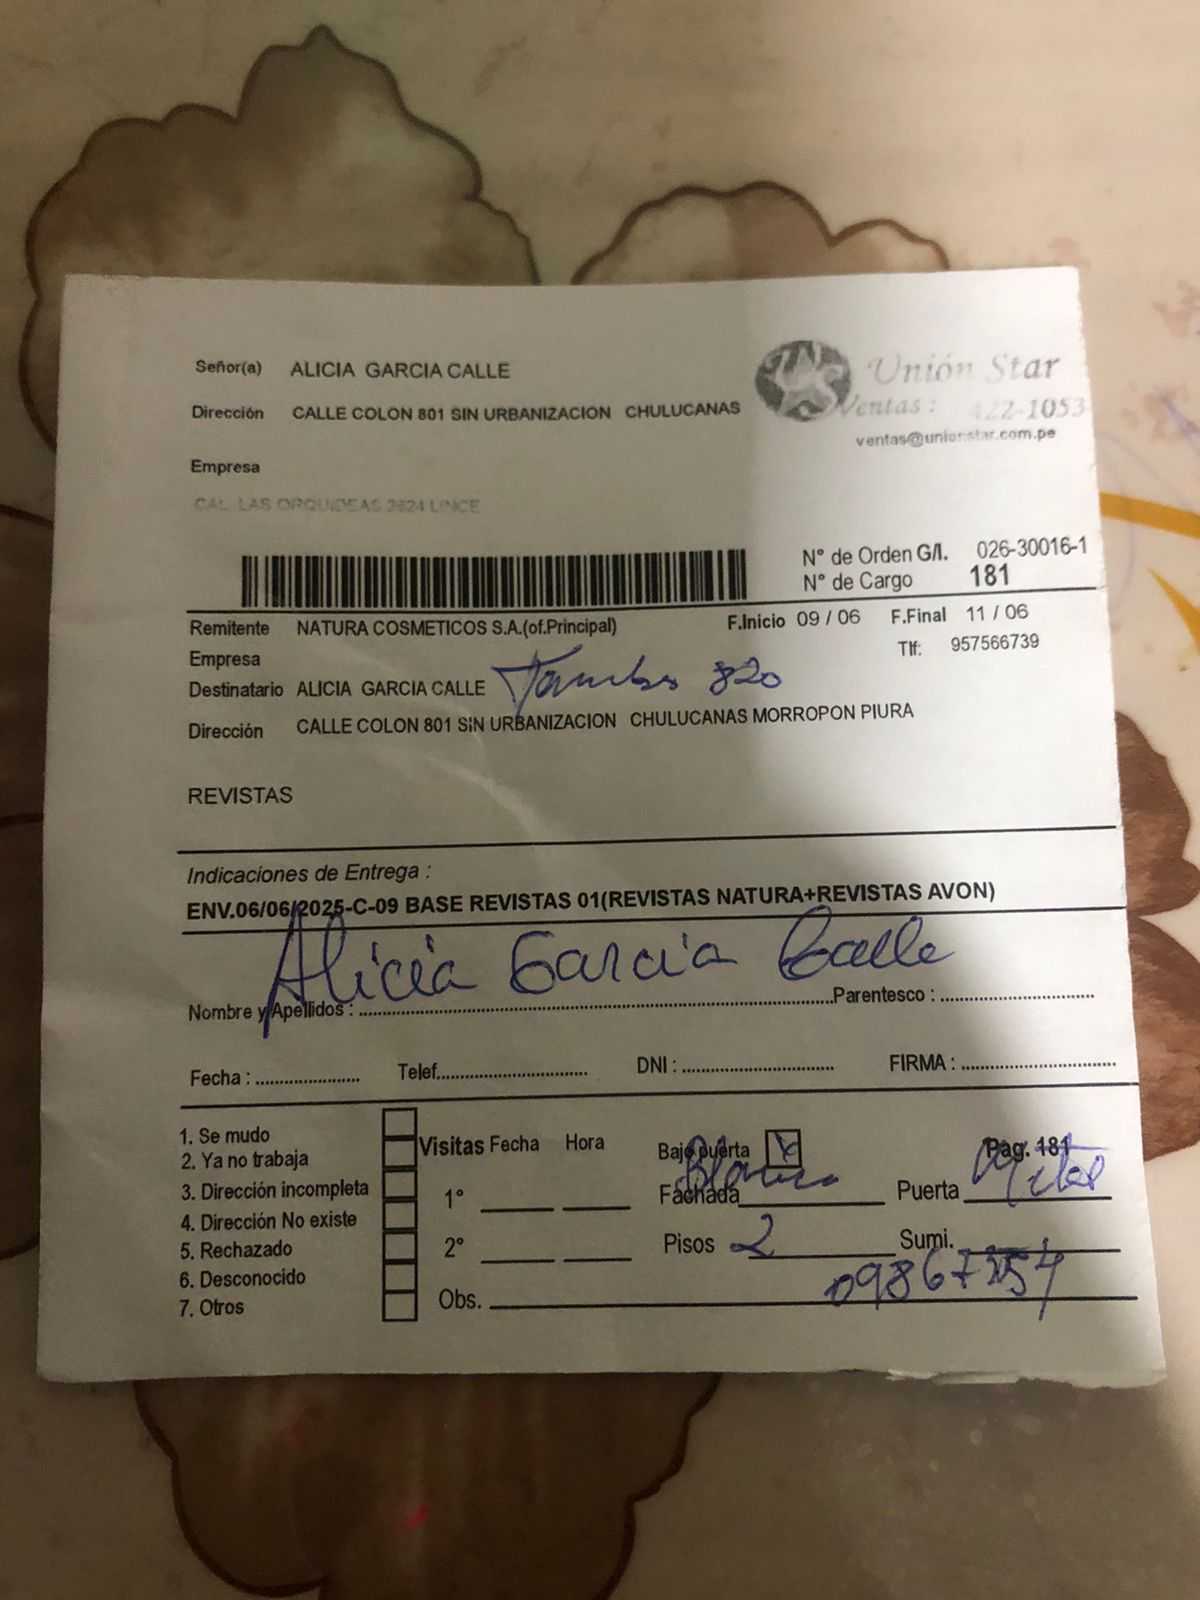 Señor(a) ALICIA GARCIA CALLE
Unión Star
Dirección CALLE COLON 801 SIN URBANIZACION CHULUCANAS
Ventas : 422-1053
ventas@unionstar.com.pe
Empresa
CAL. LAS ORQUIDEAS 2624 LINCE
N° de Orden G/I. 026-30016-1
N° de Cargo 181
Remitente NATURA COSMETICOS S.A.(of.Principal)
F.Inicio 09 / 06 F.Final 11 / 06
Empresa
Tlf: 957566739
Destinatario ALICIA GARCIA CALLE 820
Dirección CALLE COLON 801 SIN URBANIZACION CHULUCANAS MORROPON PIURA
REVISTAS
Indicaciones de Entrega :
ENV.06/06/2025-C-09 BASE REVISTAS 01(REVISTAS NATURA+REVISTAS AVON)
Alicia Garcia Calle
Nombre y Apellidos : Parentesco :
Fecha : Telef. DNI : FIRMA :
1. Se mudo
2. Ya no trabaja
3. Dirección incompleta
4. Dirección No existe
5. Rechazado
6. Desconocido
7. Otros
Visitas Fecha Hora
1°
2°
Obs.
Bajo puerta x Pag. 181
Fachada Blanca Puerta
Pisos 2 Sumi.